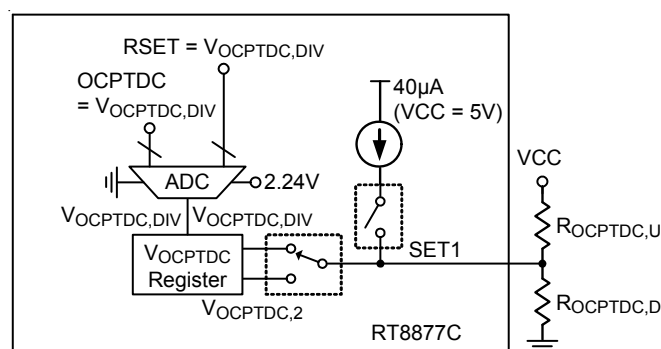 RSET = VOCPTDC,DIV
OCPTDC
= VOCPTDC,DIV
40µA
(VCC = 5V)
ADC
2.24V
VCC
VOCPTDC,DIV
VOCPTDC,DIV
ROCPTDC,U
VOCPTDC
Register
SET1
ROCPTDC,D
VOCPTDC,2
RT8877C